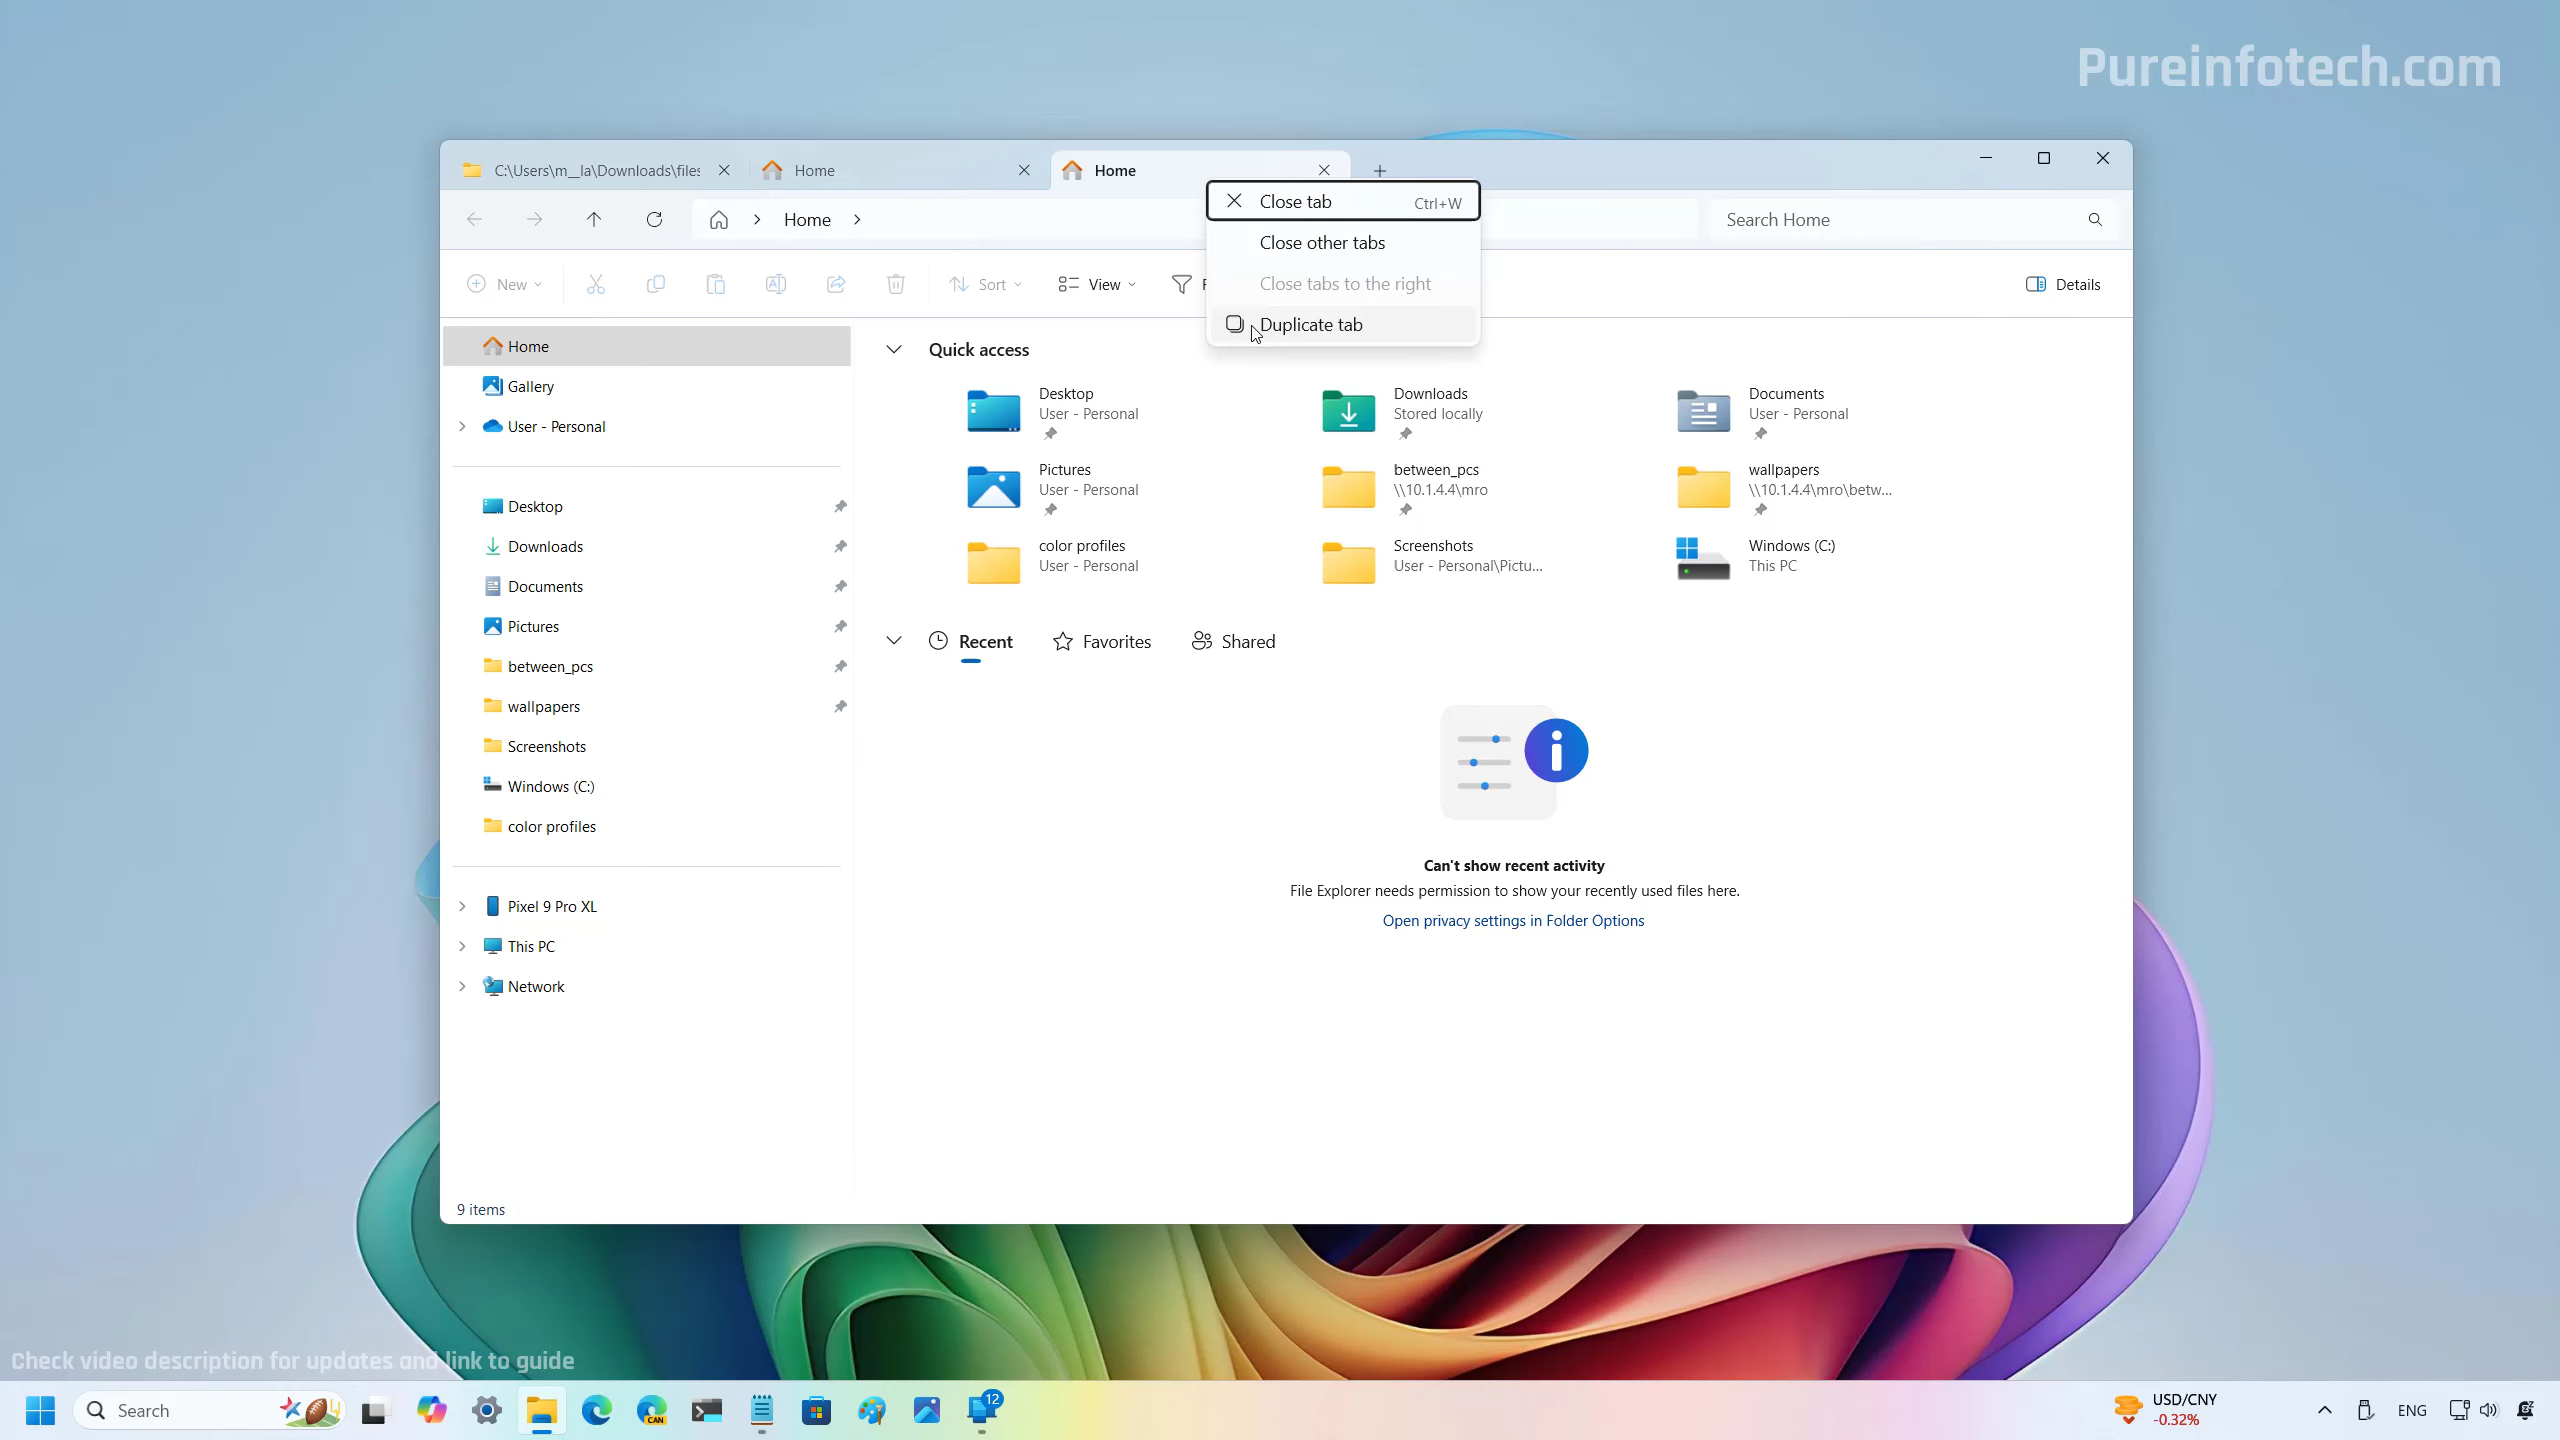 Pureinfotech.com
C:\Users\m__la\Downloads\files
Home
Home
Home
Search Home
Close tab Ctrl+W
Close other tabs
Close tabs to the right
Duplicate tab
New
Sort
View
Details
Home
Gallery
User - Personal
Desktop
Downloads
Documents
Pictures
between_pcs
wallpapers
Screenshots
Windows (C:)
color profiles
Pixel 9 Pro XL
This PC
Network
Quick access
Desktop
User - Personal
Downloads
Stored locally
Documents
User - Personal
Pictures
User - Personal
between_pcs
\\10.1.4.4\mro
wallpapers
\\10.1.4.4\mro\betw...
color profiles
User - Personal
Screenshots
User - Personal\Pictu...
Windows (C:)
This PC
Recent
Favorites
Shared
Can't show recent activity
File Explorer needs permission to show your recently used files here.
Open privacy settings in Folder Options
9 items
Check video description for updates and link to guide
Search
CAN
12
USD/CNY
-0.32%
ENG